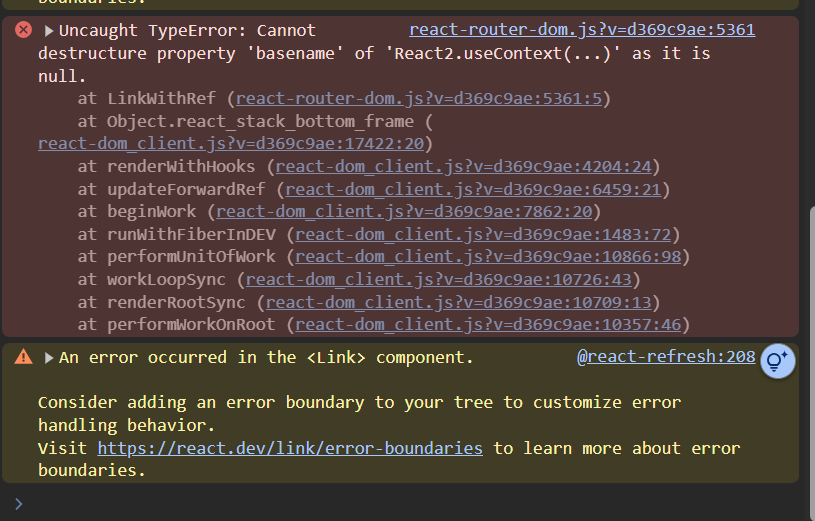 boundaries.
Uncaught TypeError: Cannot react-router-dom.js?v=d369c9ae:5361
destructure property 'basename' of 'React2.useContext(...)' as it is
null.
at LinkWithRef (react-router-dom.js?v=d369c9ae:5361:5)
at Object.react_stack_bottom_frame (
react-dom_client.js?v=d369c9ae:17422:20)
at renderWithHooks (react-dom_client.js?v=d369c9ae:4204:24)
at updateForwardRef (react-dom_client.js?v=d369c9ae:6459:21)
at beginWork (react-dom_client.js?v=d369c9ae:7862:20)
at runWithFiberInDEV (react-dom_client.js?v=d369c9ae:1483:72)
at performUnitOfWork (react-dom_client.js?v=d369c9ae:10866:98)
at workLoopSync (react-dom_client.js?v=d369c9ae:10726:43)
at renderRootSync (react-dom_client.js?v=d369c9ae:10709:13)
at performWorkOnRoot (react-dom_client.js?v=d369c9ae:10357:46)
An error occurred in the <Link> component. @react-refresh:208
Consider adding an error boundary to your tree to customize error
handling behavior.
Visit https://react.dev/link/error-boundaries to learn more about error
boundaries.